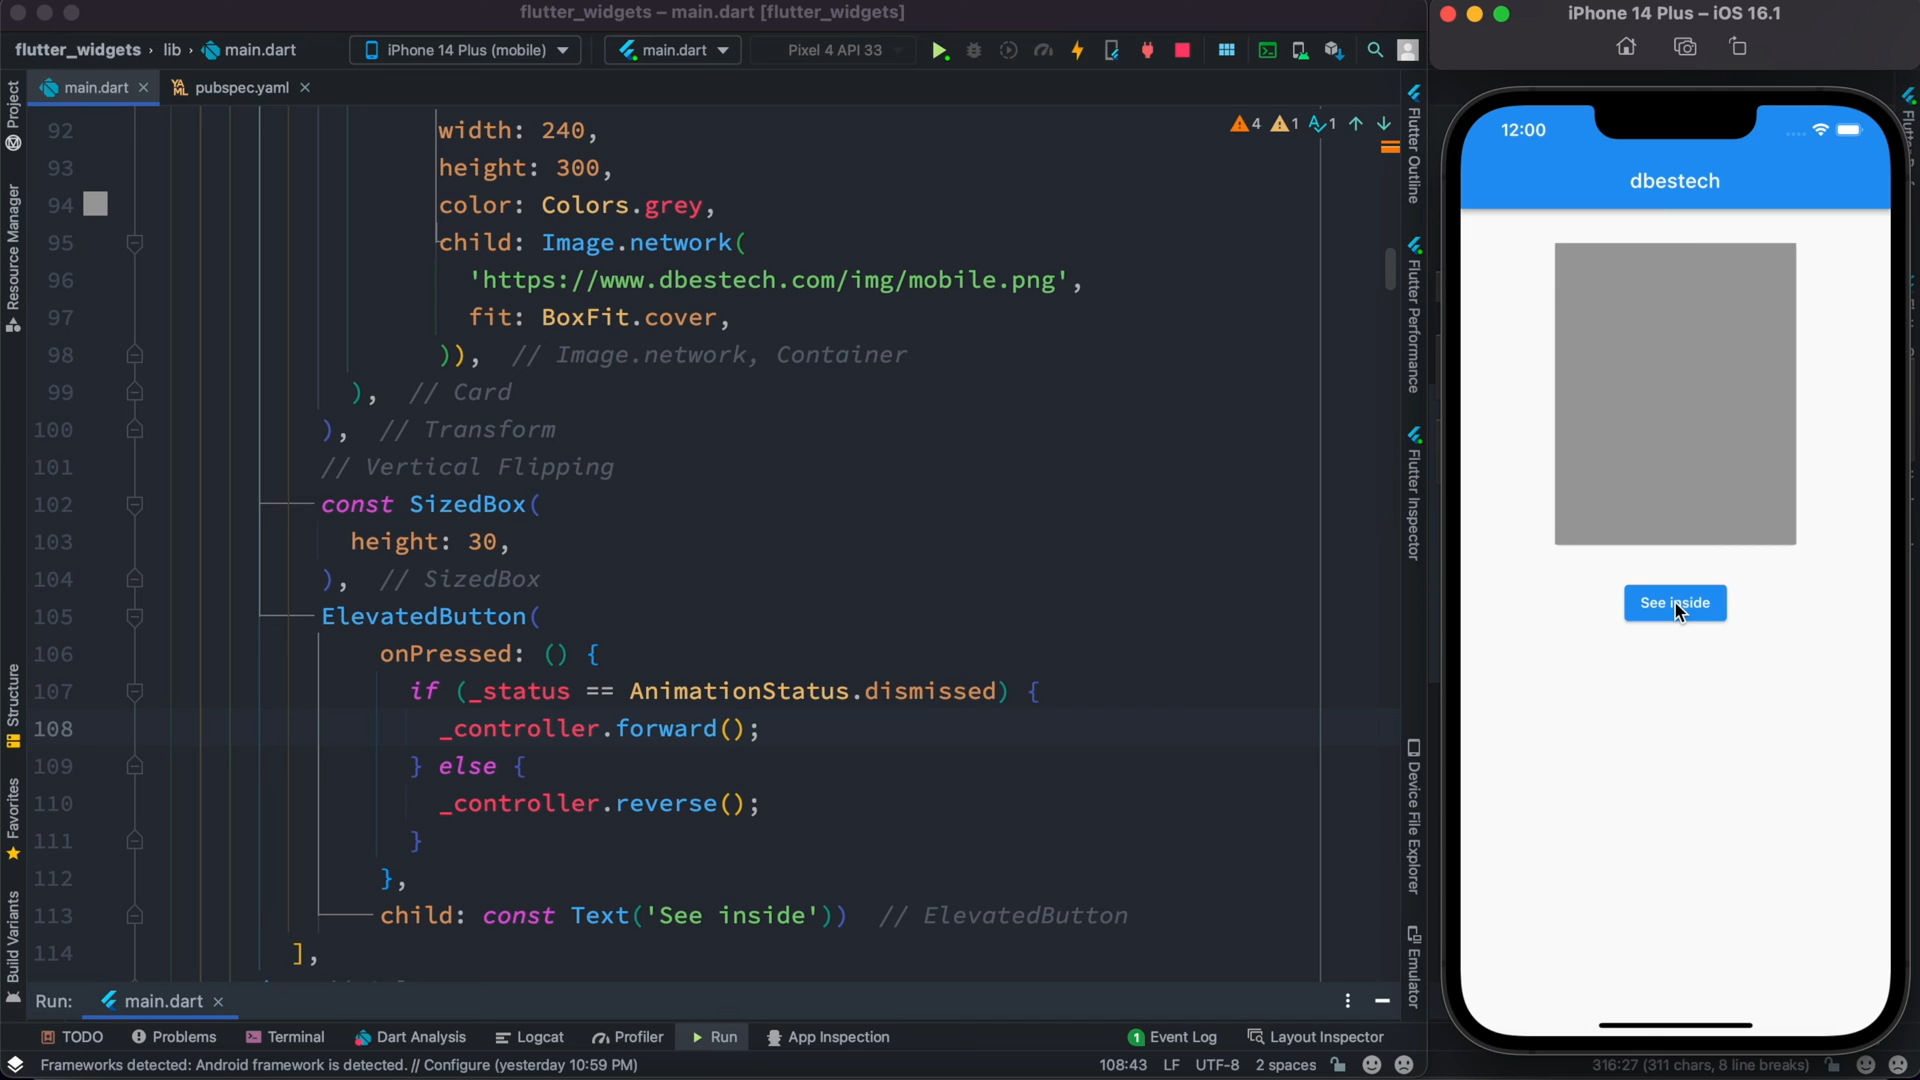 flutter_widgets – main.dart [flutter_widgets]
flutter_widgets › lib › main.dart
iPhone 14 Plus (mobile)
main.dart
Pixel 4 API 33
main.dart
YAML pubspec.yaml
4 1 1
92 width: 240,
93 height: 300,
94 color: Colors.grey,
95 child: Image.network(
96 'https://www.dbestech.com/img/mobile.png',
97 fit: BoxFit.cover,
98 )), // Image.network, Container
99 ), // Card
100 ), // Transform
101 // Vertical Flipping
102 const SizedBox(
103 height: 30,
104 ), // SizedBox
105 ElevatedButton(
106 onPressed: () {
107 if (_status == AnimationStatus.dismissed) {
108 _controller.forward();
109 } else {
110 _controller.reverse();
111 }
112 },
113 child: const Text('See inside')) // ElevatedButton
114 ],
Project
Resource Manager
Structure
Favorites
Build Variants
Flutter Outline
Flutter Performance
Flutter Inspector
Device File Explorer
Emulator
Run: main.dart
TODO
Problems
Terminal
Dart Analysis
Logcat
Profiler
Run
App Inspection
1 Event Log
Layout Inspector
Frameworks detected: Android framework is detected. // Configure (yesterday 10:59 PM)
108:43 LF UTF-8 2 spaces
iPhone 14 Plus – iOS 16.1
12:00
dbestech
See inside
316:27 (311 chars, 8 line breaks)